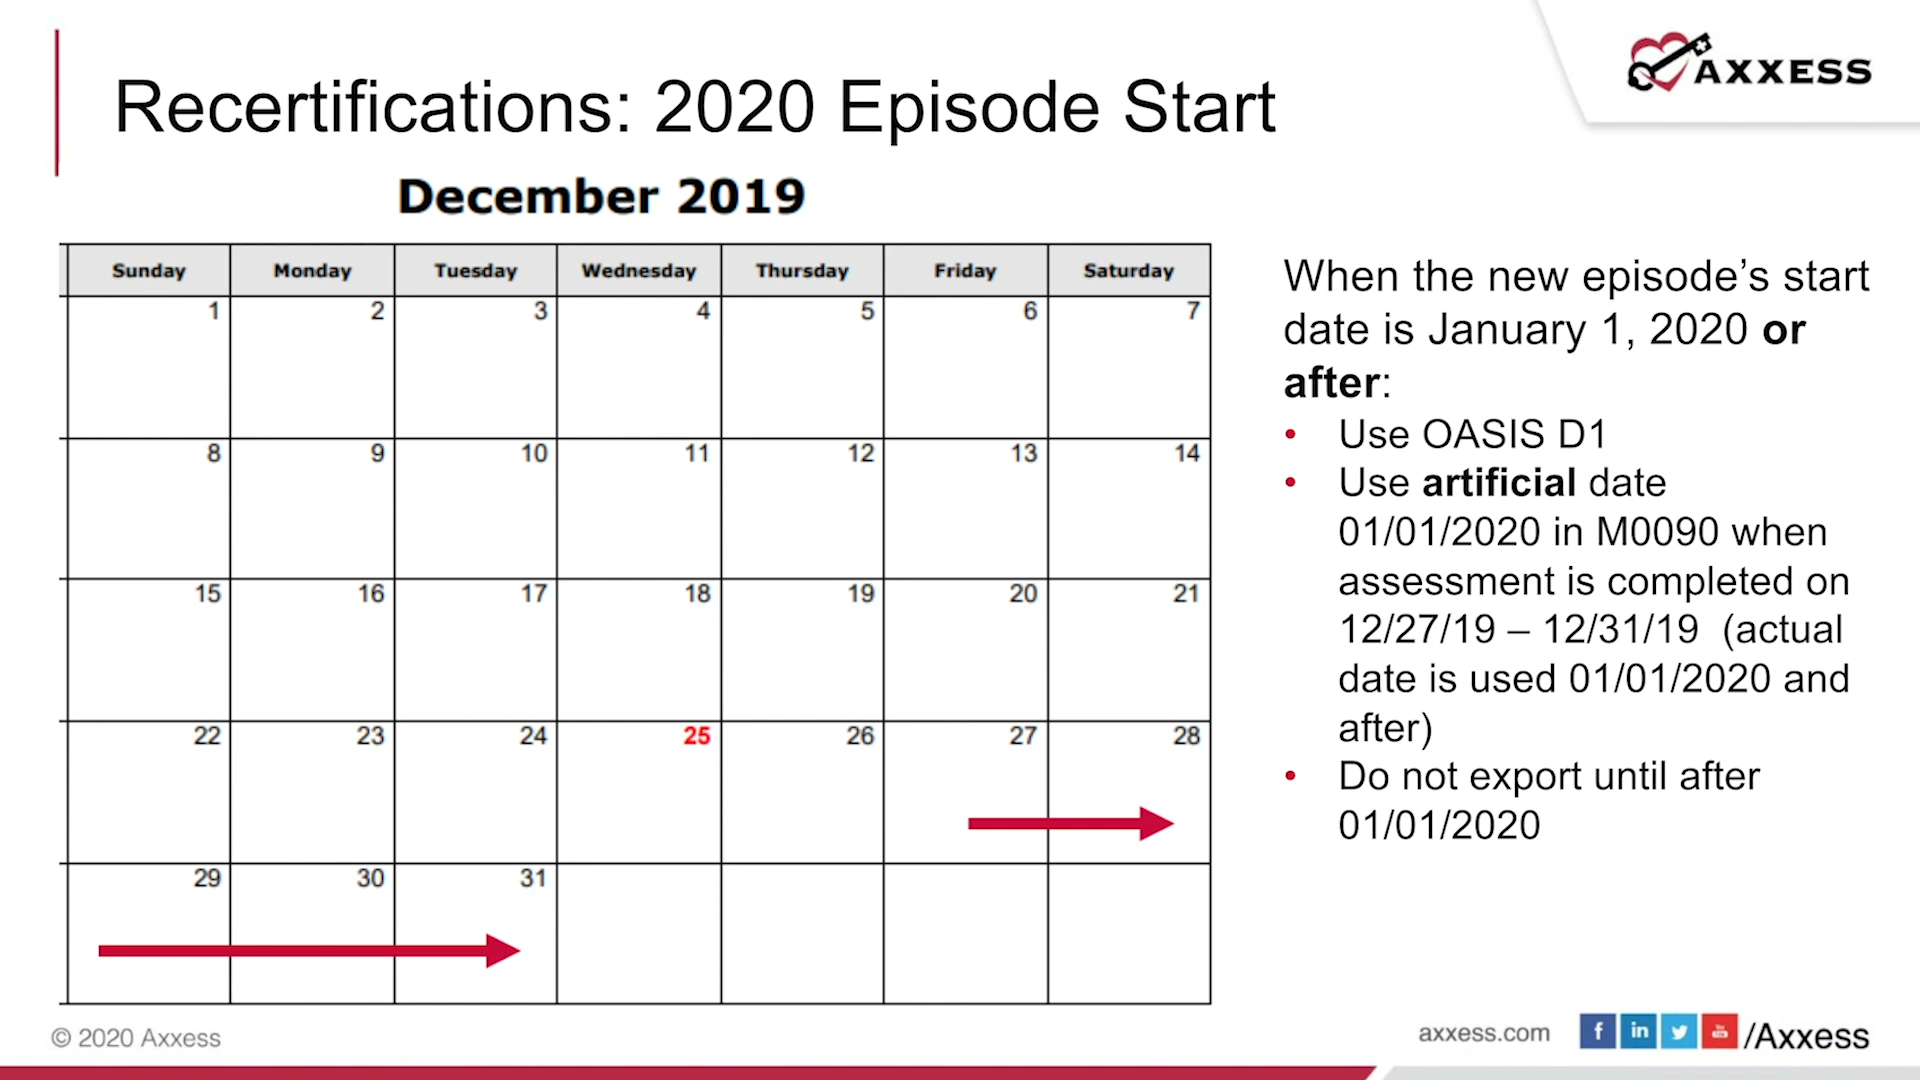 AXXESS
Recertifications: 2020 Episode Start
December 2019
Sunday Monday Tuesday Wednesday Thursday Friday Saturday
1 2 3 4 5 6 7
8 9 10 11 12 13 14
15 16 17 18 19 20 21
22 23 24 25 26 27 28
29 30 31
When the new episode’s start
date is January 1, 2020 or
after:
• Use OASIS D1
• Use artificial date
01/01/2020 in M0090 when
assessment is completed on
12/27/19 – 12/31/19 (actual
date is used 01/01/2020 and
after)
• Do not export until after
01/01/2020
© 2020 Axxess
axxess.com f in You /Axxess